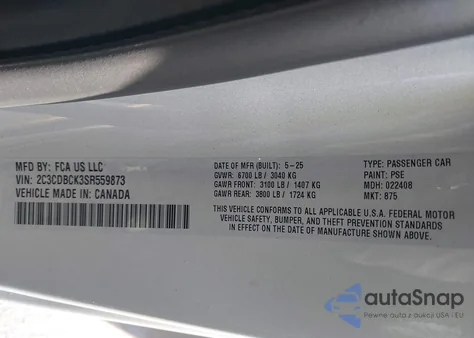 MFD BY: FCA US LLC
VIN: 2C3CDBCK3SR559873
VEHICLE MADE IN: CANADA
DATE OF MFR (BUILT) 5-25
GVWR: 6700 LB / 3040 KG
GAWR FRONT: 3100 LB / 1407 KG
GAWR REAR: 3800 LB / 1724 KG
TYPE: PASSENGER CAR
PAINT: PSE
MDH: 022408
MKT: 875
THIS VEHICLE CONFORMS TO ALL APPLICABLE U.S.A. FEDERAL MOTOR
VEHICLE SAFETY, BUMPER, AND THEFT PREVENTION STANDARDS
IN EFFECT ON THE DATE OF MANUFACTURE SHOWN ABOVE.
autoSnap
Pewne auta z USA i EU